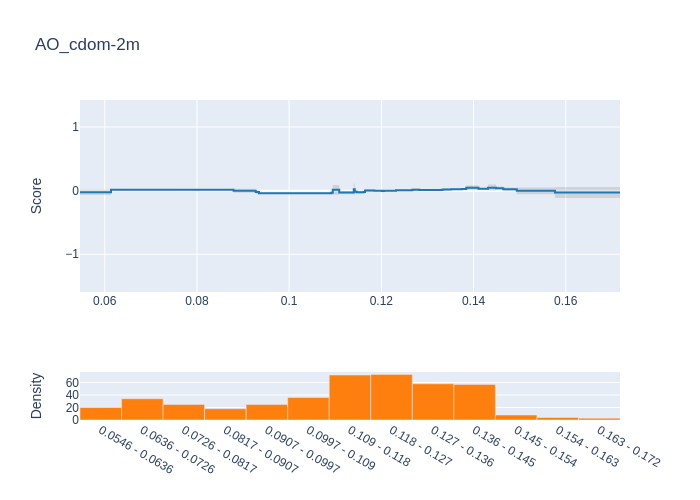 AO_cdom-2m
1
0
−1
Score
0.06 0.08 0.1 0.12 0.14 0.16
60
40
20
0
Density
0.0546 - 0.0636
0.0636 - 0.0726
0.0726 - 0.0817
0.0817 - 0.0907
0.0907 - 0.0997
0.0997 - 0.109
0.109 - 0.118
0.118 - 0.127
0.127 - 0.136
0.136 - 0.145
0.145 - 0.154
0.154 - 0.163
0.163 - 0.172